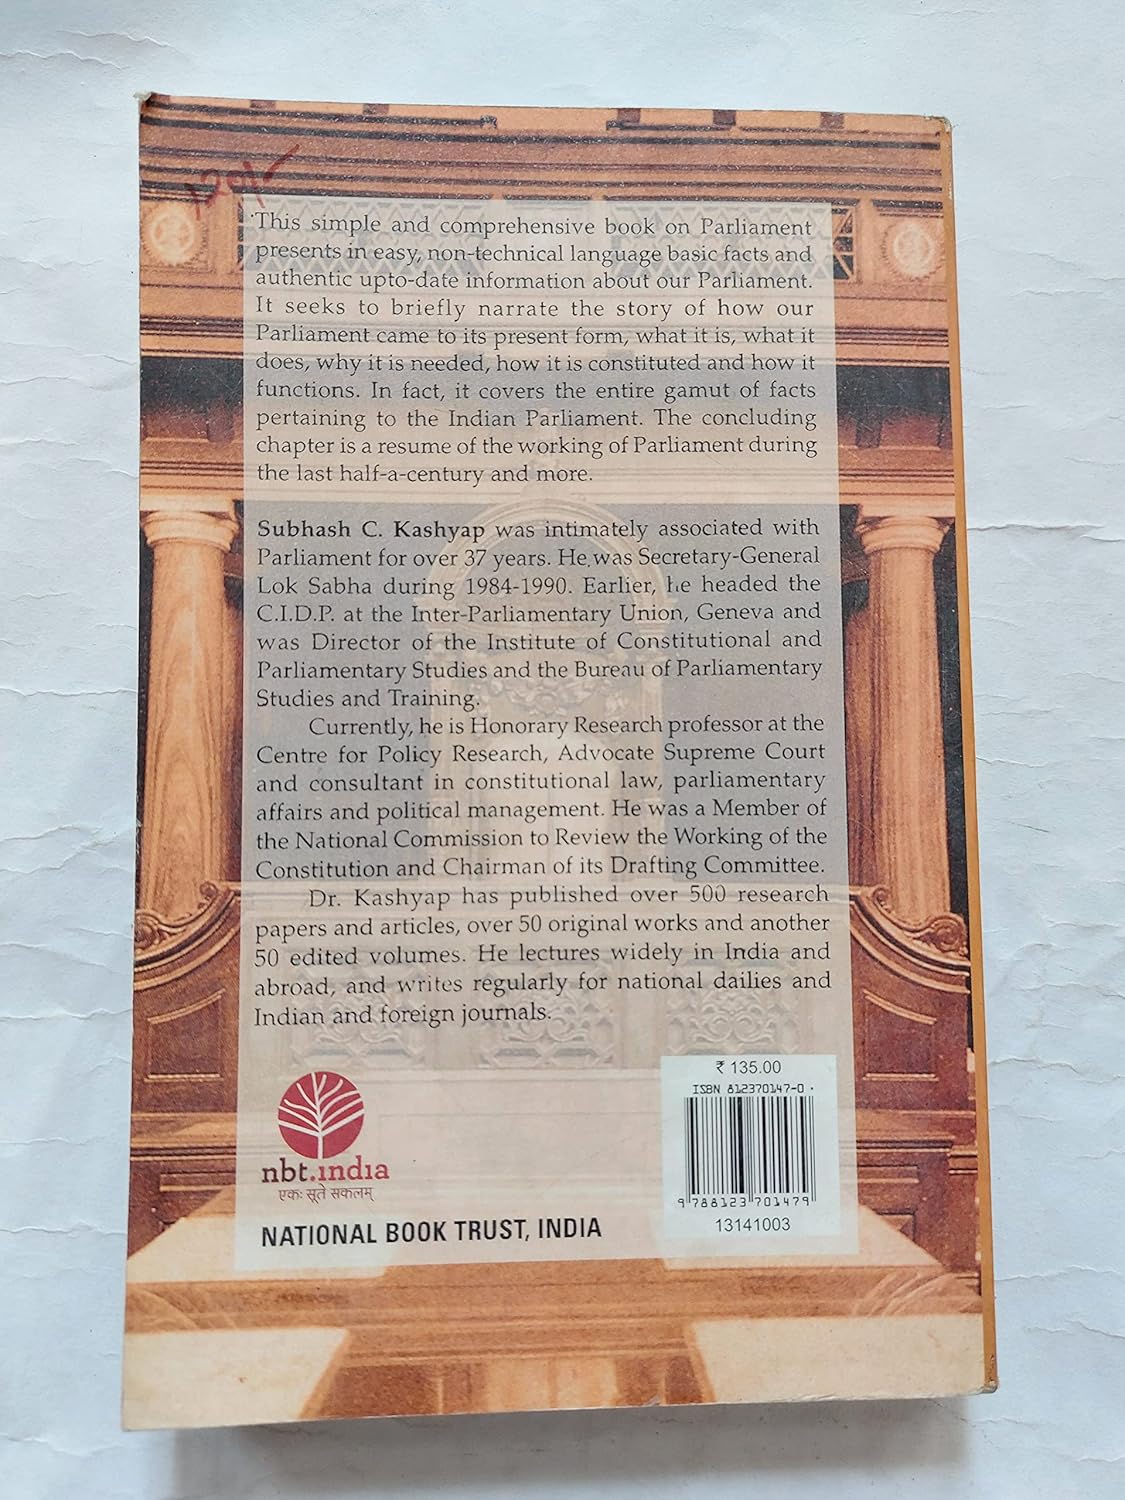 120/-
This simple and comprehensive book on Parliament
presents in easy, non-technical language basic facts and
authentic upto-date information about our Parliament.
It seeks to briefly narrate the story of how our
Parliament came to its present form, what it is, what it
does, why it is needed, how it is constituted and how it
functions. In fact, it covers the entire gamut of facts
pertaining to the Indian Parliament. The concluding
chapter is a resume of the working of Parliament during
the last half-a-century and more.
Subhash C. Kashyap was intimately associated with
Parliament for over 37 years. He was Secretary-General
Lok Sabha during 1984-1990. Earlier, he headed the
C.I.D.P. at the Inter-Parliamentary Union, Geneva and
was Director of the Institute of Constitutional and
Parliamentary Studies and the Bureau of Parliamentary
Studies and Training.
Currently, he is Honorary Research professor at the
Centre for Policy Research, Advocate Supreme Court
and consultant in constitutional law, parliamentary
affairs and political management. He was a Member of
the National Commission to Review the Working of the
Constitution and Chairman of its Drafting Committee.
Dr. Kashyap has published over 500 research
papers and articles, over 50 original works and another
50 edited volumes. He lectures widely in India and
abroad, and writes regularly for national dailies and
Indian and foreign journals.
₹ 135.00
ISBN 812370147-0
9 788123 701479
13141003
nbt.india
एकः सूते सकलम्
NATIONAL BOOK TRUST, INDIA